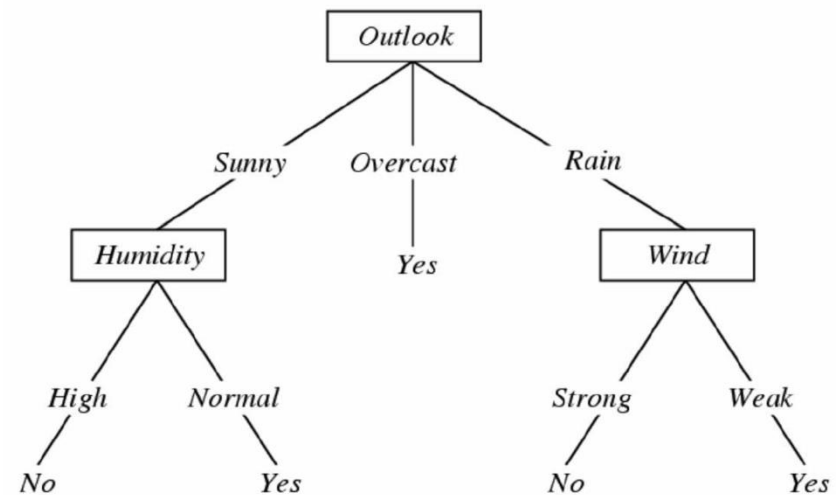 Outlook
Sunny Overcast Rain
Humidity Yes Wind
High Normal Strong Weak
No Yes No Yes